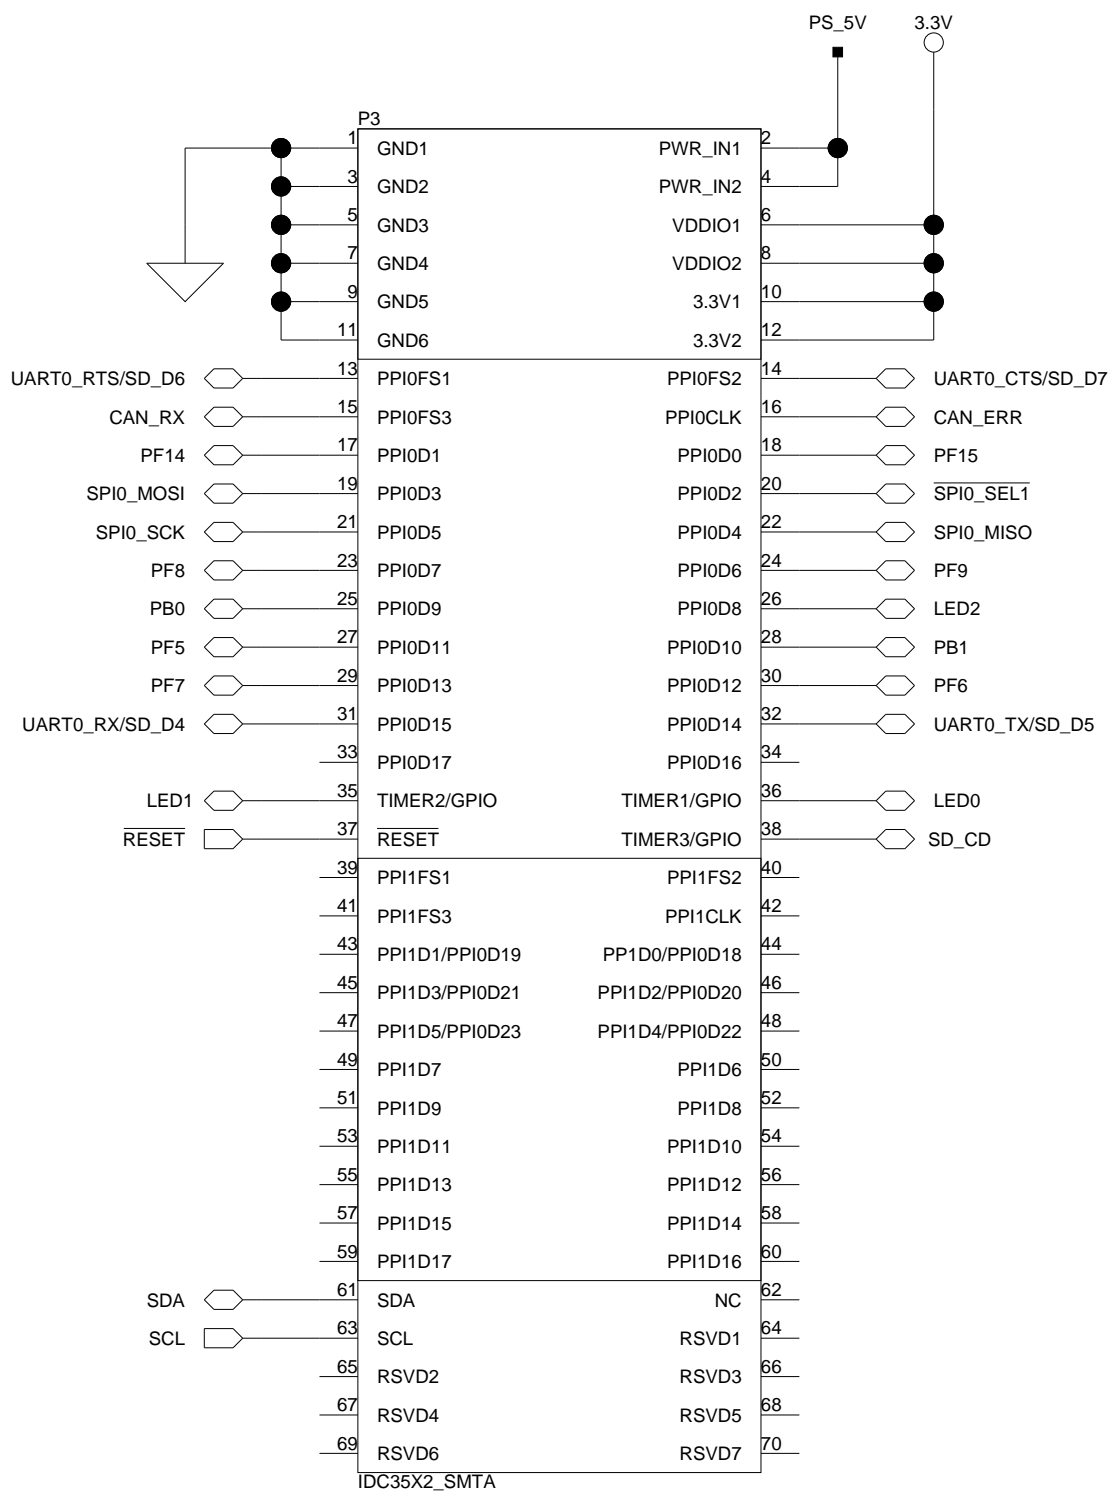 PS_5V 3.3V
P3
1 GND1 PWR_IN1 2
3 GND2 PWR_IN2 4
5 GND3 VDDIO1 6
7 GND4 VDDIO2 8
9 GND5 3.3V1 10
11 GND6 3.3V2 12
UART0_RTS/SD_D6 13 PPI0FS1 PPI0FS2 14 UART0_CTS/SD_D7
CAN_RX 15 PPI0FS3 PPI0CLK 16 CAN_ERR
PF14 17 PPI0D1 PPI0D0 18 PF15
SPI0_MOSI 19 PPI0D3 PPI0D2 20 SPI0_SEL1
SPI0_SCK 21 PPI0D5 PPI0D4 22 SPI0_MISO
PF8 23 PPI0D7 PPI0D6 24 PF9
PB0 25 PPI0D9 PPI0D8 26 LED2
PF5 27 PPI0D11 PPI0D10 28 PB1
PF7 29 PPI0D13 PPI0D12 30 PF6
UART0_RX/SD_D4 31 PPI0D15 PPI0D14 32 UART0_TX/SD_D5
33 PPI0D17 PPI0D16 34
LED1 35 TIMER2/GPIO TIMER1/GPIO 36 LED0
RESET 37 RESET TIMER3/GPIO 38 SD_CD
39 PPI1FS1 PPI1FS2 40
41 PPI1FS3 PPI1CLK 42
43 PPI1D1/PPI0D19 PP1D0/PPI0D18 44
45 PPI1D3/PPI0D21 PPI1D2/PPI0D20 46
47 PPI1D5/PPI0D23 PPI1D4/PPI0D22 48
49 PPI1D7 PPI1D6 50
51 PPI1D9 PPI1D8 52
53 PPI1D11 PPI1D10 54
55 PPI1D13 PPI1D12 56
57 PPI1D15 PPI1D14 58
59 PPI1D17 PPI1D16 60
SDA 61 SDA NC 62
SCL 63 SCL RSVD1 64
65 RSVD2 RSVD3 66
67 RSVD4 RSVD5 68
69 RSVD6 RSVD7 70
IDC35X2_SMTA